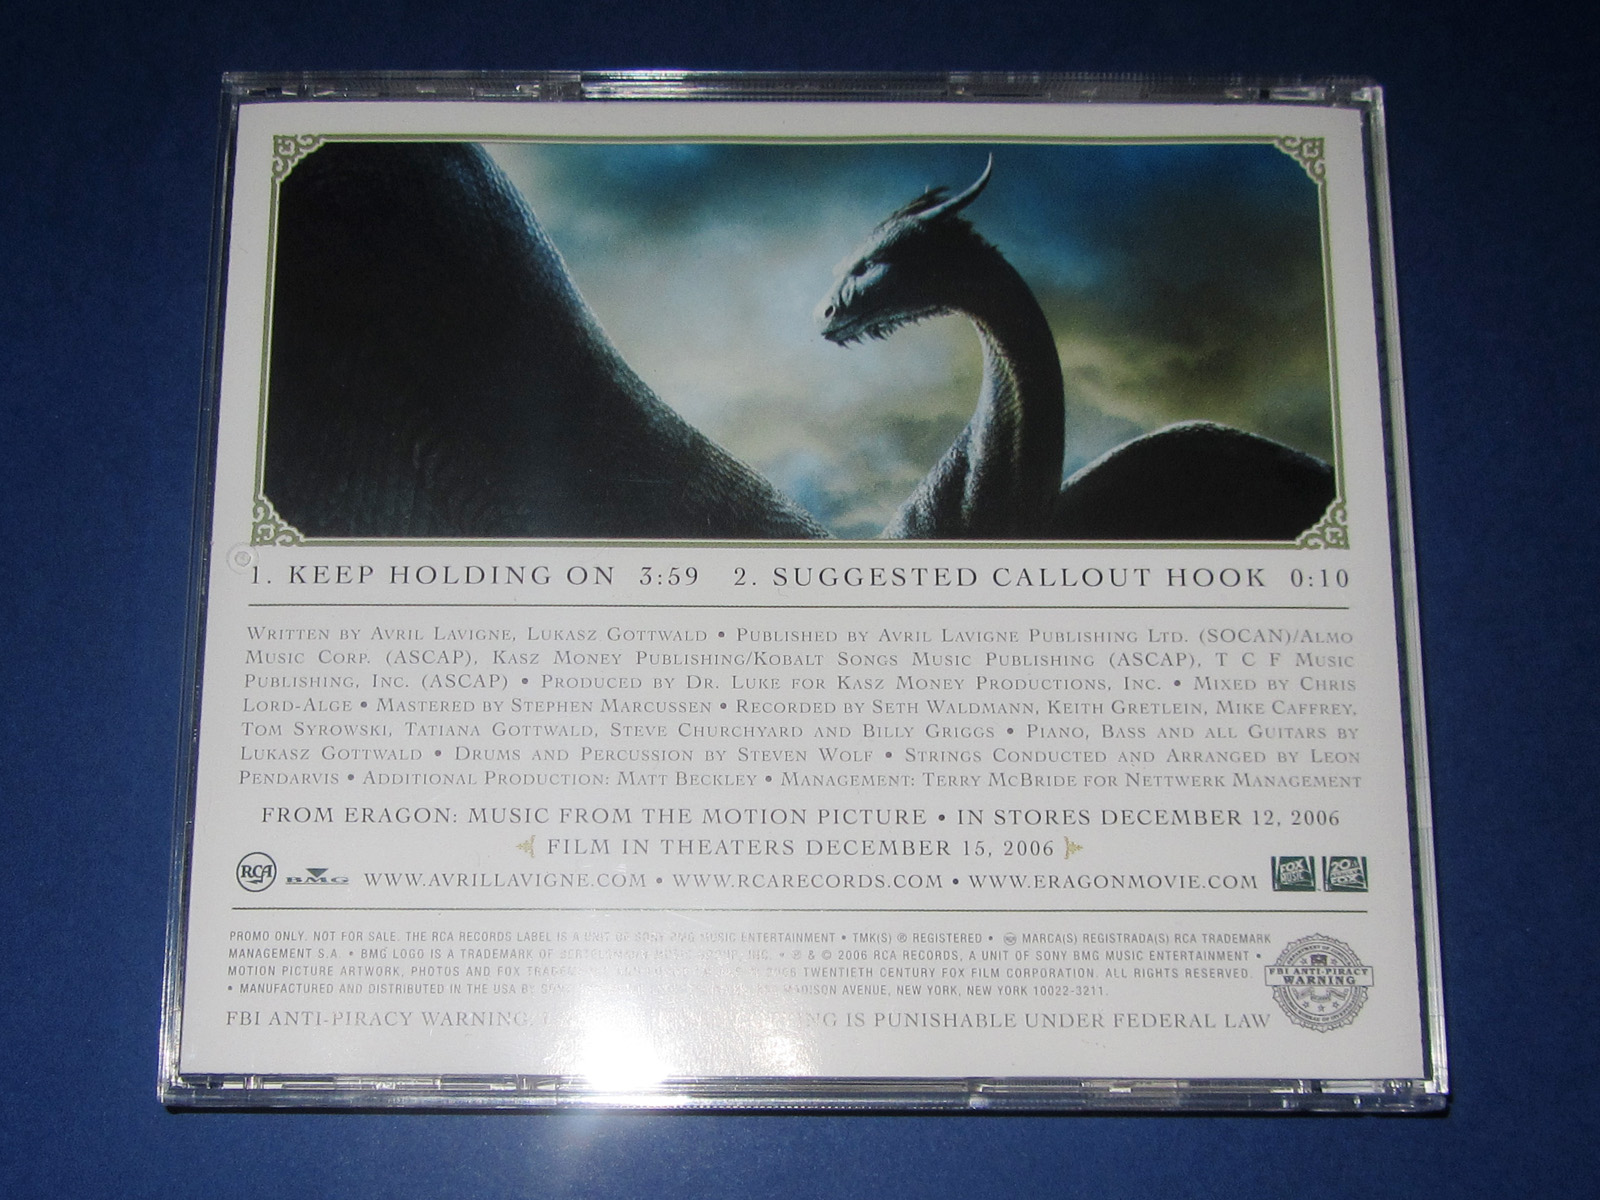 1. KEEP HOLDING ON 3:59 2. SUGGESTED CALLOUT HOOK 0:10
WRITTEN BY AVRIL LAVIGNE, LUKASZ GOTTWALD • PUBLISHED BY AVRIL LAVIGNE PUBLISHING LTD. (SOCAN)/ALMO
MUSIC CORP. (ASCAP), KASZ MONEY PUBLISHING/KOBALT SONGS MUSIC PUBLISHING (ASCAP), T C F MUSIC
PUBLISHING, INC. (ASCAP) • PRODUCED BY DR. LUKE FOR KASZ MONEY PRODUCTIONS, INC. • MIXED BY CHRIS
LORD-ALGE • MASTERED BY STEPHEN MARCUSSEN • RECORDED BY SETH WALDMANN, KEITH GRETLEIN, MIKE CAFFREY,
TOM SYROWSKI, TATIANA GOTTWALD, STEVE CHURCHYARD AND BILLY GRIGGS • PIANO, BASS AND ALL GUITARS BY
LUKASZ GOTTWALD • DRUMS AND PERCUSSION BY STEVEN WOLF • STRINGS CONDUCTED AND ARRANGED BY LEON
PENDARVIS • ADDITIONAL PRODUCTION: MATT BECKLEY • MANAGEMENT: TERRY MCBRIDE FOR NETTWERK MANAGEMENT
FROM ERAGON: MUSIC FROM THE MOTION PICTURE • IN STORES DECEMBER 12, 2006
FILM IN THEATERS DECEMBER 15, 2006
RCA BMG WWW.AVRILLAVIGNE.COM • WWW.RCARECORDS.COM • WWW.ERAGONMOVIE.COM FOX MUSIC 20th CENTURY FOX
PROMO ONLY. NOT FOR SALE. THE RCA RECORDS LABEL IS A UNIT OF SONY BMG MUSIC ENTERTAINMENT • TMK(S) ® REGISTERED • MARCA(S) REGISTRADA(S) RCA TRADEMARK
MANAGEMENT S.A. • BMG LOGO IS A TRADEMARK OF BERTELSMANN MUSIC GROUP, INC. • ℗ & © 2006 RCA RECORDS, A UNIT OF SONY BMG MUSIC ENTERTAINMENT •
MOTION PICTURE ARTWORK, PHOTOS AND FOX 2006 TWENTIETH CENTURY FOX FILM CORPORATION. ALL RIGHTS RESERVED.
• MANUFACTURED AND DISTRIBUTED IN THE USA BY MADISON AVENUE, NEW YORK, NEW YORK 10022-3211.
FBI ANTI-PIRACY WARNING: IS PUNISHABLE UNDER FEDERAL LAW
FBI ANTI-PIRACY
WARNING